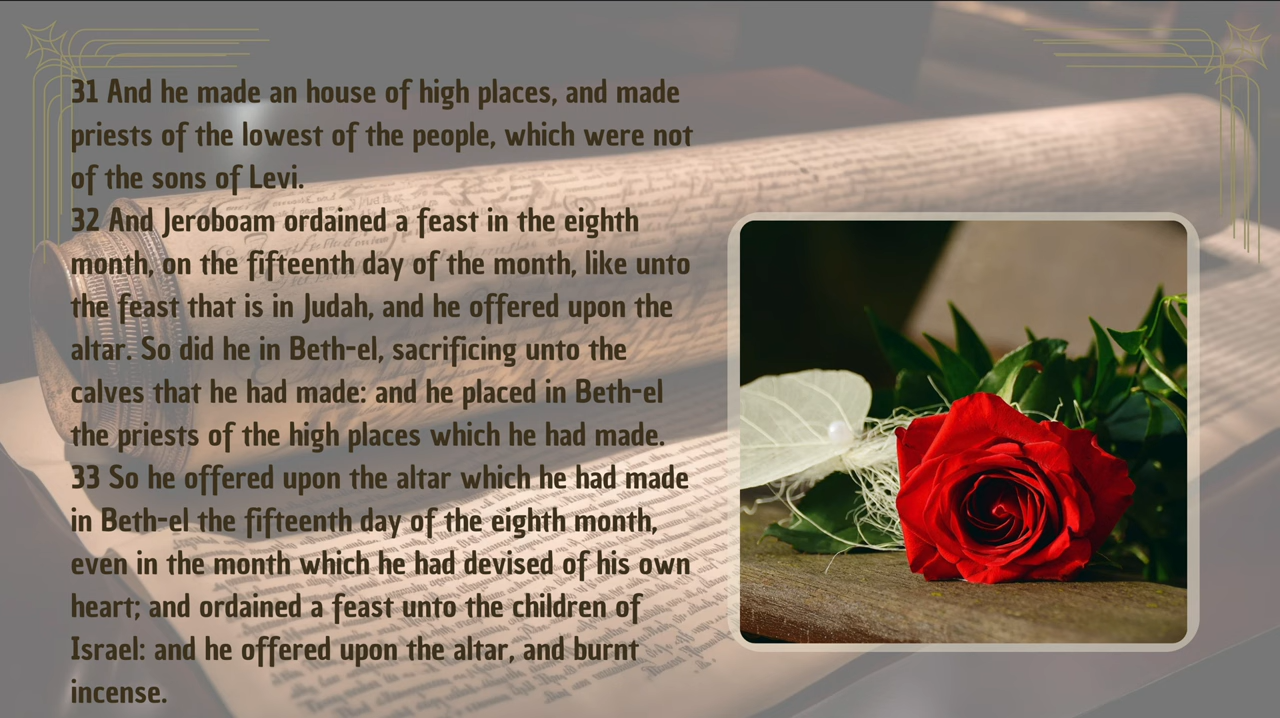 31 And he made an house of high places, and made
priests of the lowest of the people, which were not
of the sons of Levi.
32 And Jeroboam ordained a feast in the eighth
month, on the fifteenth day of the month, like unto
the feast that is in Judah, and he offered upon the
altar. So did he in Beth-el, sacrificing unto the
calves that he had made: and he placed in Beth-el
the priests of the high places which he had made.
33 So he offered upon the altar which he had made
in Beth-el the fifteenth day of the eighth month,
even in the month which he had devised of his own
heart; and ordained a feast unto the children of
Israel: and he offered upon the altar, and burnt
incense.